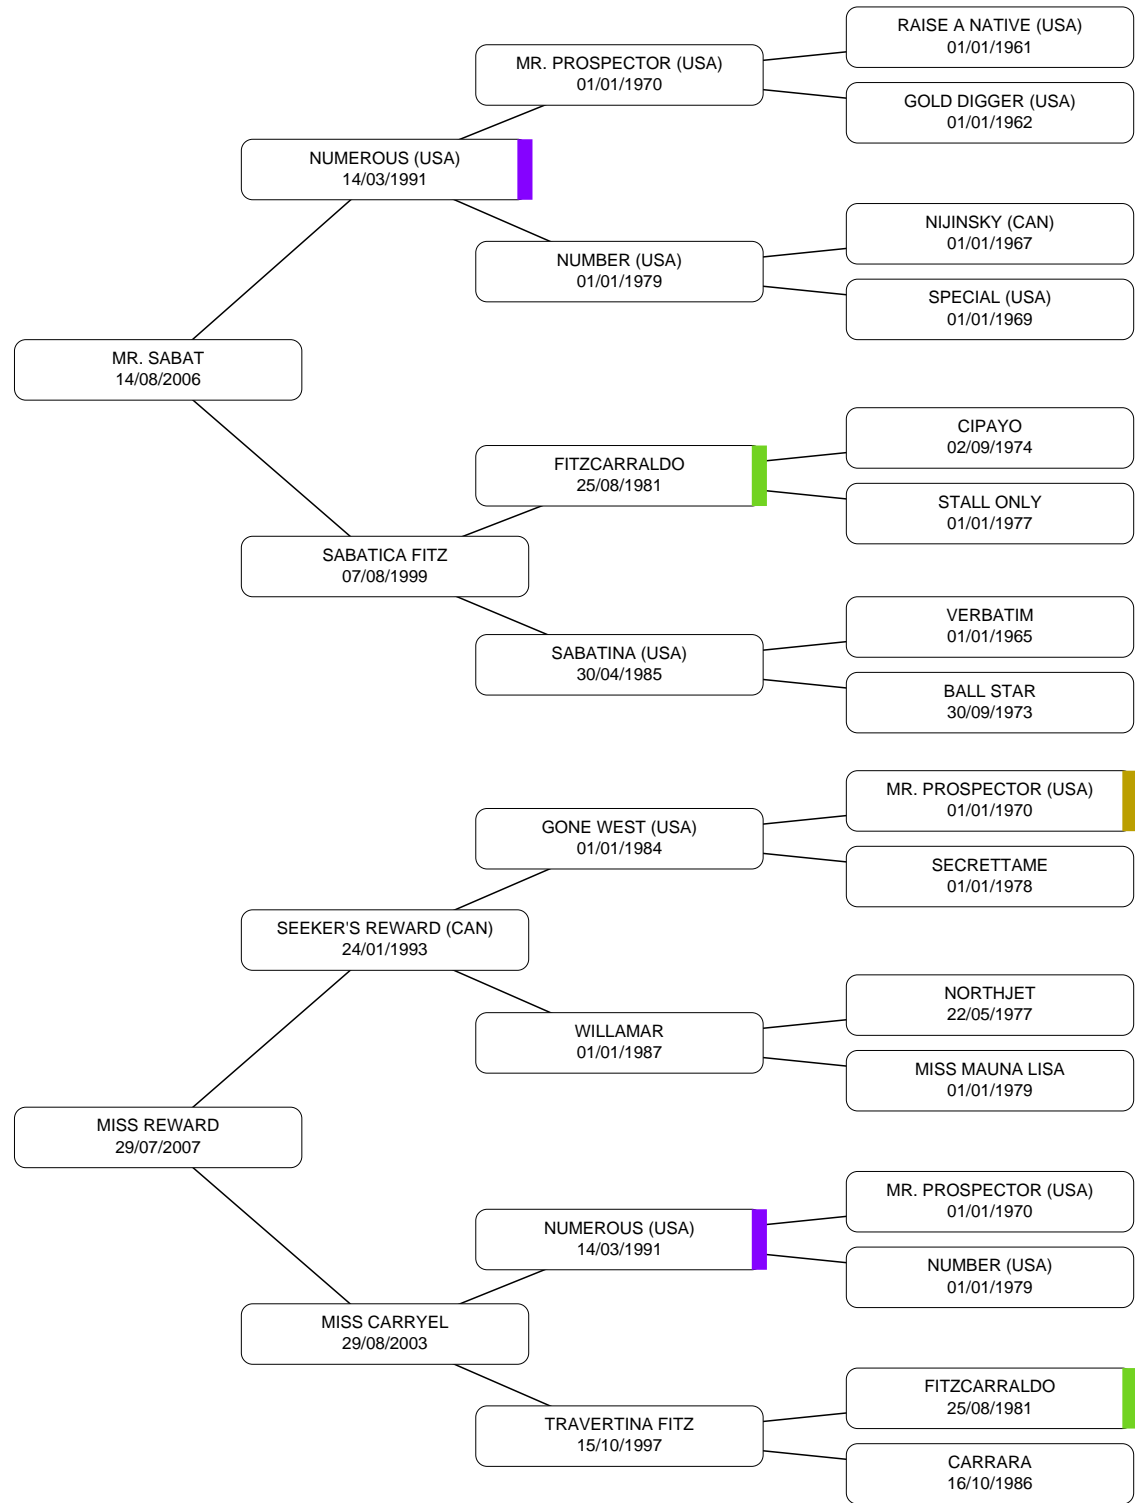 RAISE A NATIVE (USA)
01/01/1961
MR. PROSPECTOR (USA)
01/01/1970
GOLD DIGGER (USA)
01/01/1962
NUMEROUS (USA)
14/03/1991
NIJINSKY (CAN)
01/01/1967
NUMBER (USA)
01/01/1979
SPECIAL (USA)
01/01/1969
MR. SABAT
14/08/2006
CIPAYO
02/09/1974
FITZCARRALDO
25/08/1981
STALL ONLY
01/01/1977
SABATICA FITZ
07/08/1999
VERBATIM
01/01/1965
SABATINA (USA)
30/04/1985
BALL STAR
30/09/1973
MR. PROSPECTOR (USA)
01/01/1970
GONE WEST (USA)
01/01/1984
SECRETTAME
01/01/1978
SEEKER'S REWARD (CAN)
24/01/1993
NORTHJET
22/05/1977
WILLAMAR
01/01/1987
MISS MAUNA LISA
01/01/1979
MISS REWARD
29/07/2007
MR. PROSPECTOR (USA)
01/01/1970
NUMEROUS (USA)
14/03/1991
NUMBER (USA)
01/01/1979
MISS CARRYEL
29/08/2003
FITZCARRALDO
25/08/1981
TRAVERTINA FITZ
15/10/1997
CARRARA
16/10/1986